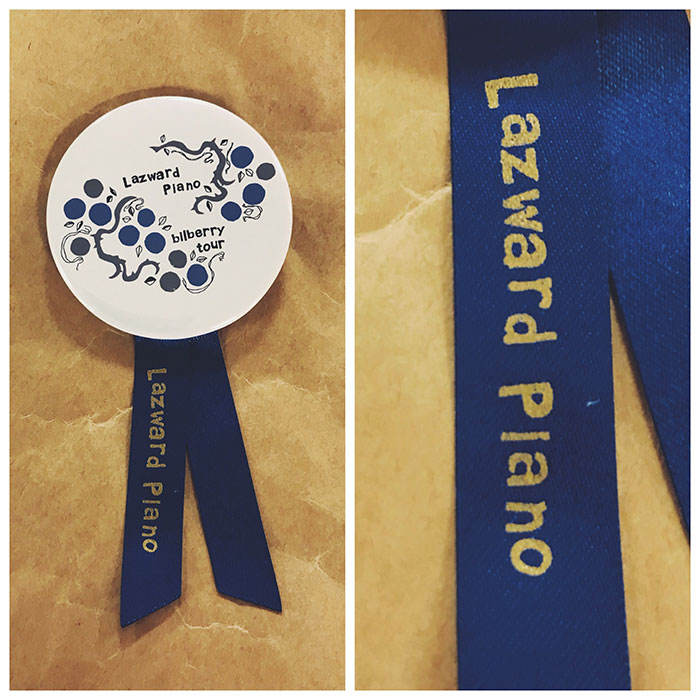 Lazward
Piano
bilberry
tour
Lazward Piano
Lazward Piano